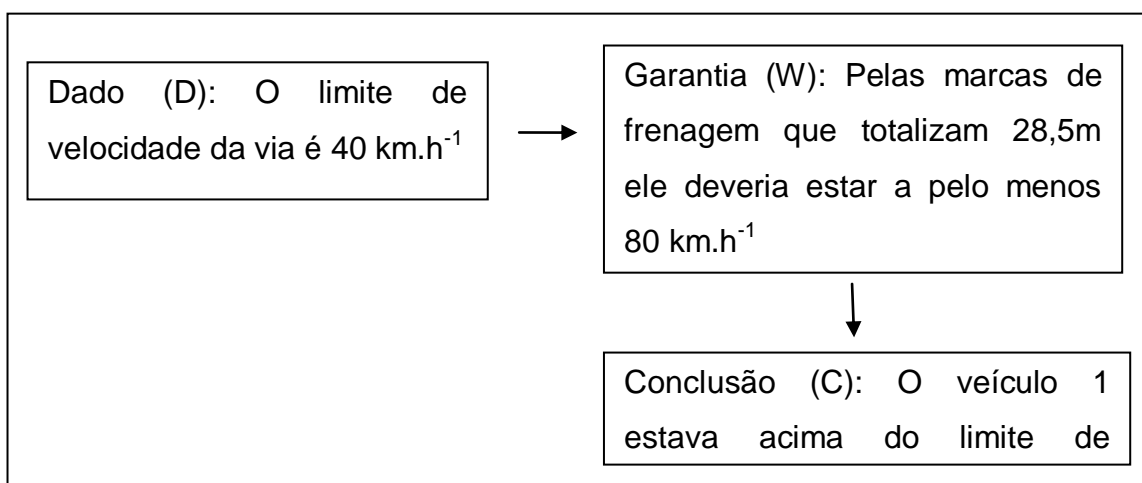 Dado (D): O limite de
velocidade da via é 40 km.h⁻¹
Garantia (W): Pelas marcas de
frenagem que totalizam 28,5m
ele deveria estar a pelo menos
80 km.h⁻¹
Conclusão (C): O veículo 1
estava acima do limite de